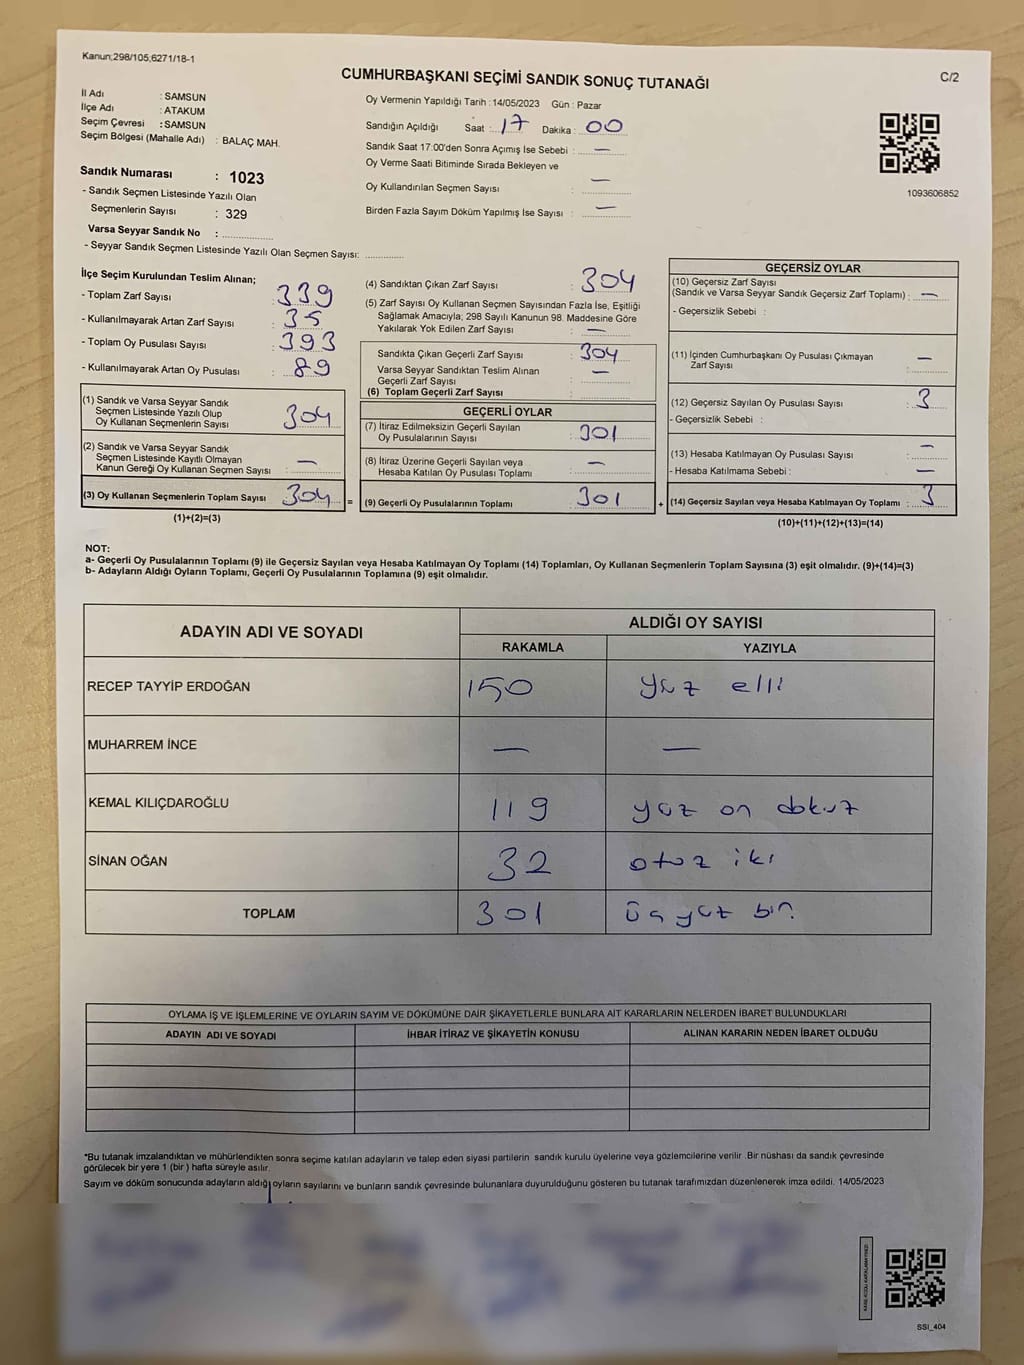 Kanun;298/105;6271/18-1
C/2
CUMHURBAŞKANI SEÇİMİ SANDIK SONUÇ TUTANAĞI
İl Adı : SAMSUN
İlçe Adı : ATAKUM
Seçim Çevresi : SAMSUN
Seçim Bölgesi (Mahalle Adı) : BALAÇ MAH.
Sandık Numarası : 1023
- Sandık Seçmen Listesinde Yazılı Olan
Seçmenlerin Sayısı : 329
Varsa Seyyar Sandık No :
- Seyyar Sandık Seçmen Listesinde Yazılı Olan Seçmen Sayısı:
Oy Vermenin Yapıldığı Tarih : 14/05/2023 Gün : Pazar
Sandığın Açıldığı Saat : 17 Dakika : 00
Sandık Saat 17:00'den Sonra Açımış İse Sebebi : —
Oy Verme Saati Bitiminde Sırada Bekleyen ve
Oy Kullandırılan Seçmen Sayısı : —
Birden Fazla Sayım Döküm Yapılmış İse Sayısı : —
1093606852
İlçe Seçim Kurulundan Teslim Alınan;
- Toplam Zarf Sayısı : 339
- Kullanılmayarak Artan Zarf Sayısı : 35
- Toplam Oy Pusulası Sayısı : 393
- Kullanılmayarak Artan Oy Pusulası : 89
(1) Sandık ve Varsa Seyyar Sandık
Seçmen Listesinde Yazılı Olup
Oy Kullanan Seçmenlerin Sayısı : 304
(2) Sandık ve Varsa Seyyar Sandık
Seçmen Listesinde Kayıtlı Olmayan
Kanun Gereği Oy Kullanan Seçmen Sayısı : —
(3) Oy Kullanan Seçmenlerin Toplam Sayısı : 304
(1)+(2)=(3)
=
(4) Sandıktan Çıkan Zarf Sayısı : 304
(5) Zarf Sayısı Oy Kullanan Seçmen Sayısından Fazla İse, Eşitliği
Sağlamak Amacıyla; 298 Sayılı Kanunun 98. Maddesine Göre
Yakılarak Yok Edilen Zarf Sayısı : —
Sandıkta Çıkan Geçerli Zarf Sayısı : 304
Varsa Seyyar Sandıktan Teslim Alınan
Geçerli Zarf Sayısı : —
(6) Toplam Geçerli Zarf Sayısı :
GEÇERLİ OYLAR
(7) İtiraz Edilmeksizin Geçerli Sayılan
Oy Pusulalarının Sayısı : 301
(8) İtiraz Üzerine Geçerli Sayılan veya
Hesaba Katılan Oy Pusulası Toplamı : —
(9) Geçerli Oy Pusulalarının Toplamı : 301
+
GEÇERSİZ OYLAR
(10) Geçersiz Zarf Sayısı
(Sandık ve Varsa Seyyar Sandık Geçersiz Zarf Toplamı) : —
- Geçersizlik Sebebi :
(11) İçinden Cumhurbaşkanı Oy Pusulası Çıkmayan
Zarf Sayısı : —
(12) Geçersiz Sayılan Oy Pusulası Sayısı : 3
- Geçersizlik Sebebi :
(13) Hesaba Katılmayan Oy Pusulası Sayısı : —
- Hesaba Katılmama Sebebi : —
(14) Geçersiz Sayılan veya Hesaba Katılmayan Oy Toplamı : 3
(10)+(11)+(12)+(13)=(14)
NOT:
a- Geçerli Oy Pusulalarının Toplamı (9) ile Geçersiz Sayılan veya Hesaba Katılmayan Oy Toplamı (14) Toplamları, Oy Kullanan Seçmenlerin Toplam Sayısına (3) eşit olmalıdır. (9)+(14)=(3)
b- Adayların Aldığı Oyların Toplamı, Geçerli Oy Pusulalarının Toplamına (9) eşit olmalıdır.
ADAYIN ADI VE SOYADI
ALDIĞI OY SAYISI
RAKAMLA YAZIYLA
RECEP TAYYİP ERDOĞAN 150 yüz elli
MUHARREM İNCE — —
KEMAL KILIÇDAROĞLU 119 yüz on dokuz
SİNAN OĞAN 32 otuz iki
TOPLAM 301 üç yüz bir
OYLAMA İŞ VE İŞLEMLERİNE VE OYLARIN SAYIM VE DÖKÜMÜNE DAİR ŞİKAYETLERLE BUNLARA AİT KARARLARIN NELERDEN İBARET BULUNDUKLARI
ADAYIN ADI VE SOYADI İHBAR İTİRAZ VE ŞİKAYETİN KONUSU ALINAN KARARIN NEDEN İBARET OLDUĞU
*Bu tutanak imzalandıktan ve mühürlendikten sonra seçime katılan adayların ve talep eden siyasi partilerin sandık kurulu üyelerine veya gözlemcilerine verilir .Bir nüshası da sandık çevresinde
görülecek bir yere 1 (bir ) hafta süreyle asılır.
Sayım ve döküm sonucunda adayların aldığı oyların sayılarını ve bunların sandık çevresinde bulunanlara duyurulduğunu gösteren bu tutanak tarafımızdan düzenlenerek imza edildi. 14/05/2023
SSI_404